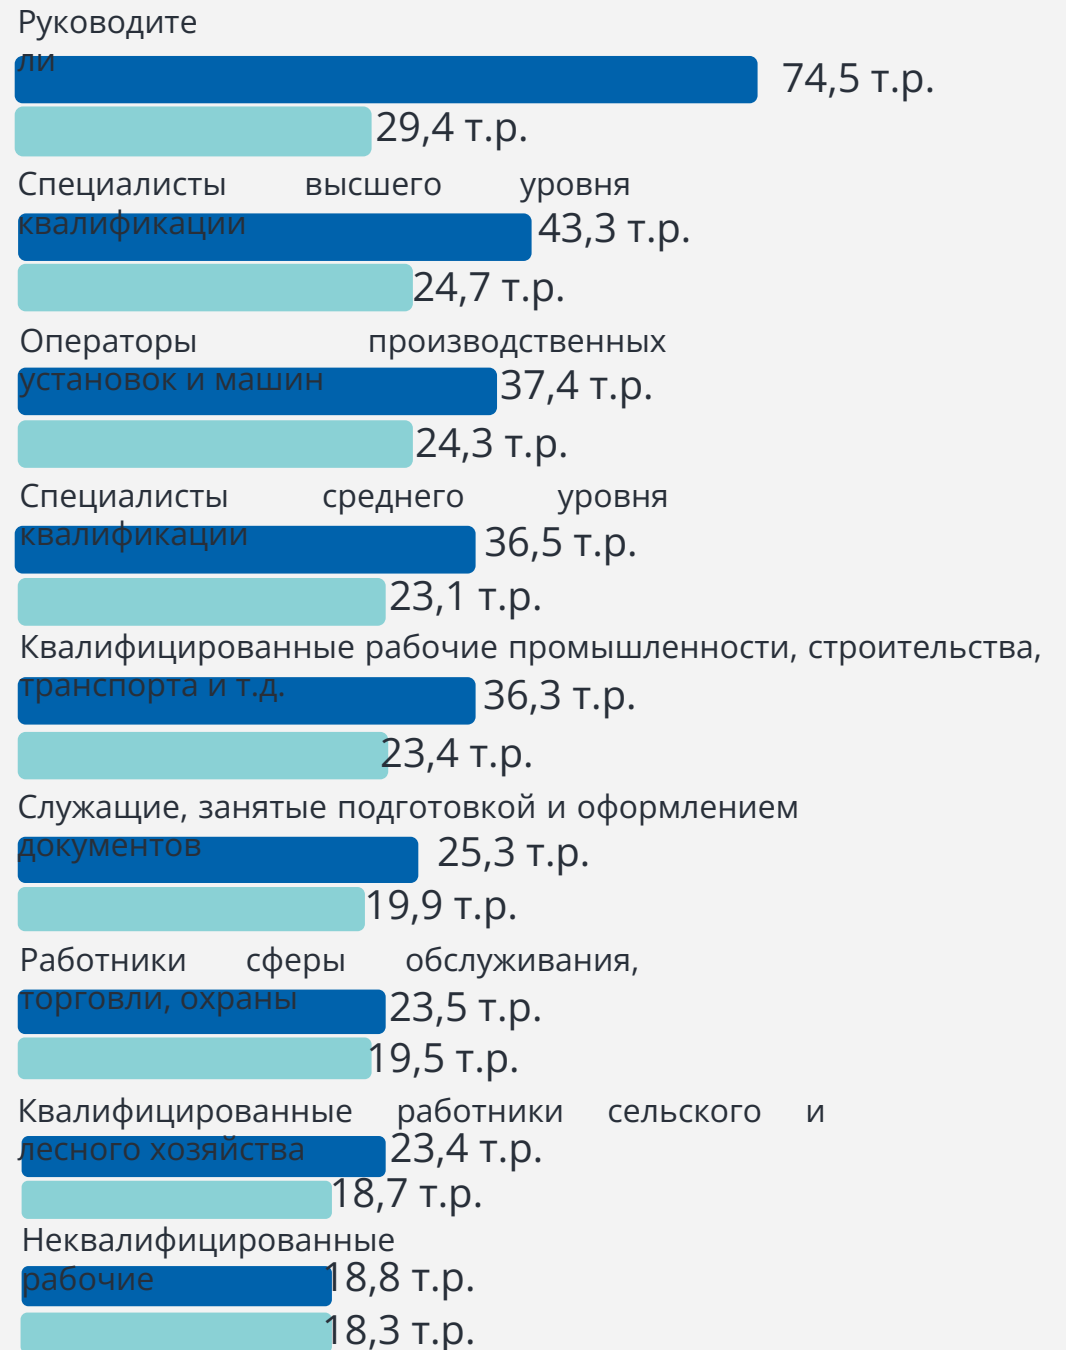 Руководите
ли
74,5 т.р.
29,4 т.р.
Специалисты высшего уровня
квалификации
43,3 т.р.
24,7 т.р.
Операторы производственных
установок и машин
37,4 т.р.
24,3 т.р.
Специалисты среднего уровня
квалификации
36,5 т.р.
23,1 т.р.
Квалифицированные рабочие промышленности, строительства,
транспорта и т.д.
36,3 т.р.
23,4 т.р.
Служащие, занятые подготовкой и оформлением
документов
25,3 т.р.
19,9 т.р.
Работники сферы обслуживания,
торговли, охраны
23,5 т.р.
19,5 т.р.
Квалифицированные работники сельского и
лесного хозяйства
23,4 т.р.
18,7 т.р.
Неквалифицированные
рабочие
18,8 т.р.
18,3 т.р.